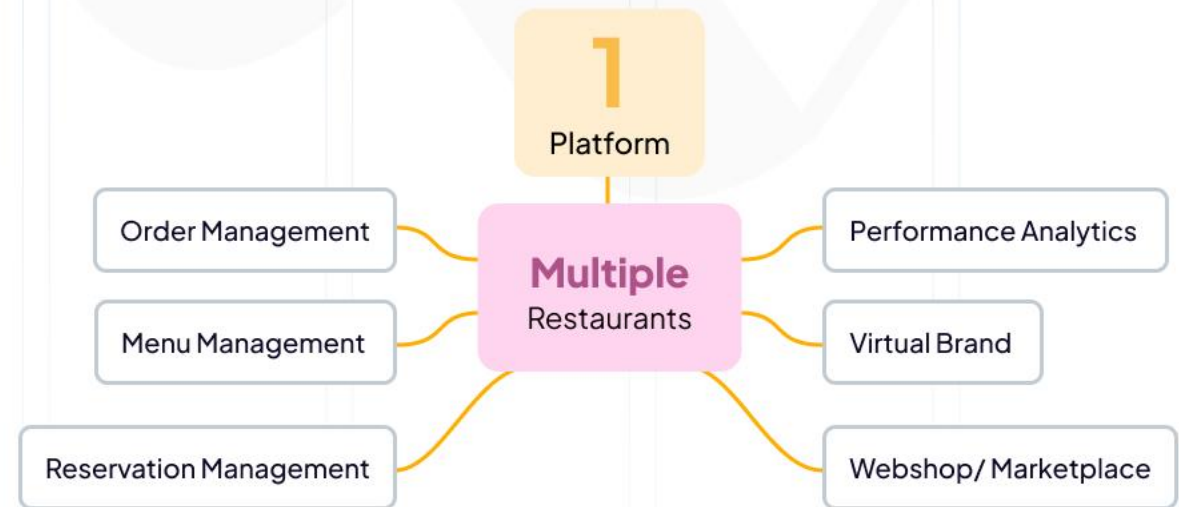 1
Platform
Order Management
Performance Analytics
Multiple
Restaurants
Menu Management
Virtual Brand
Reservation Management
Webshop/ Marketplace